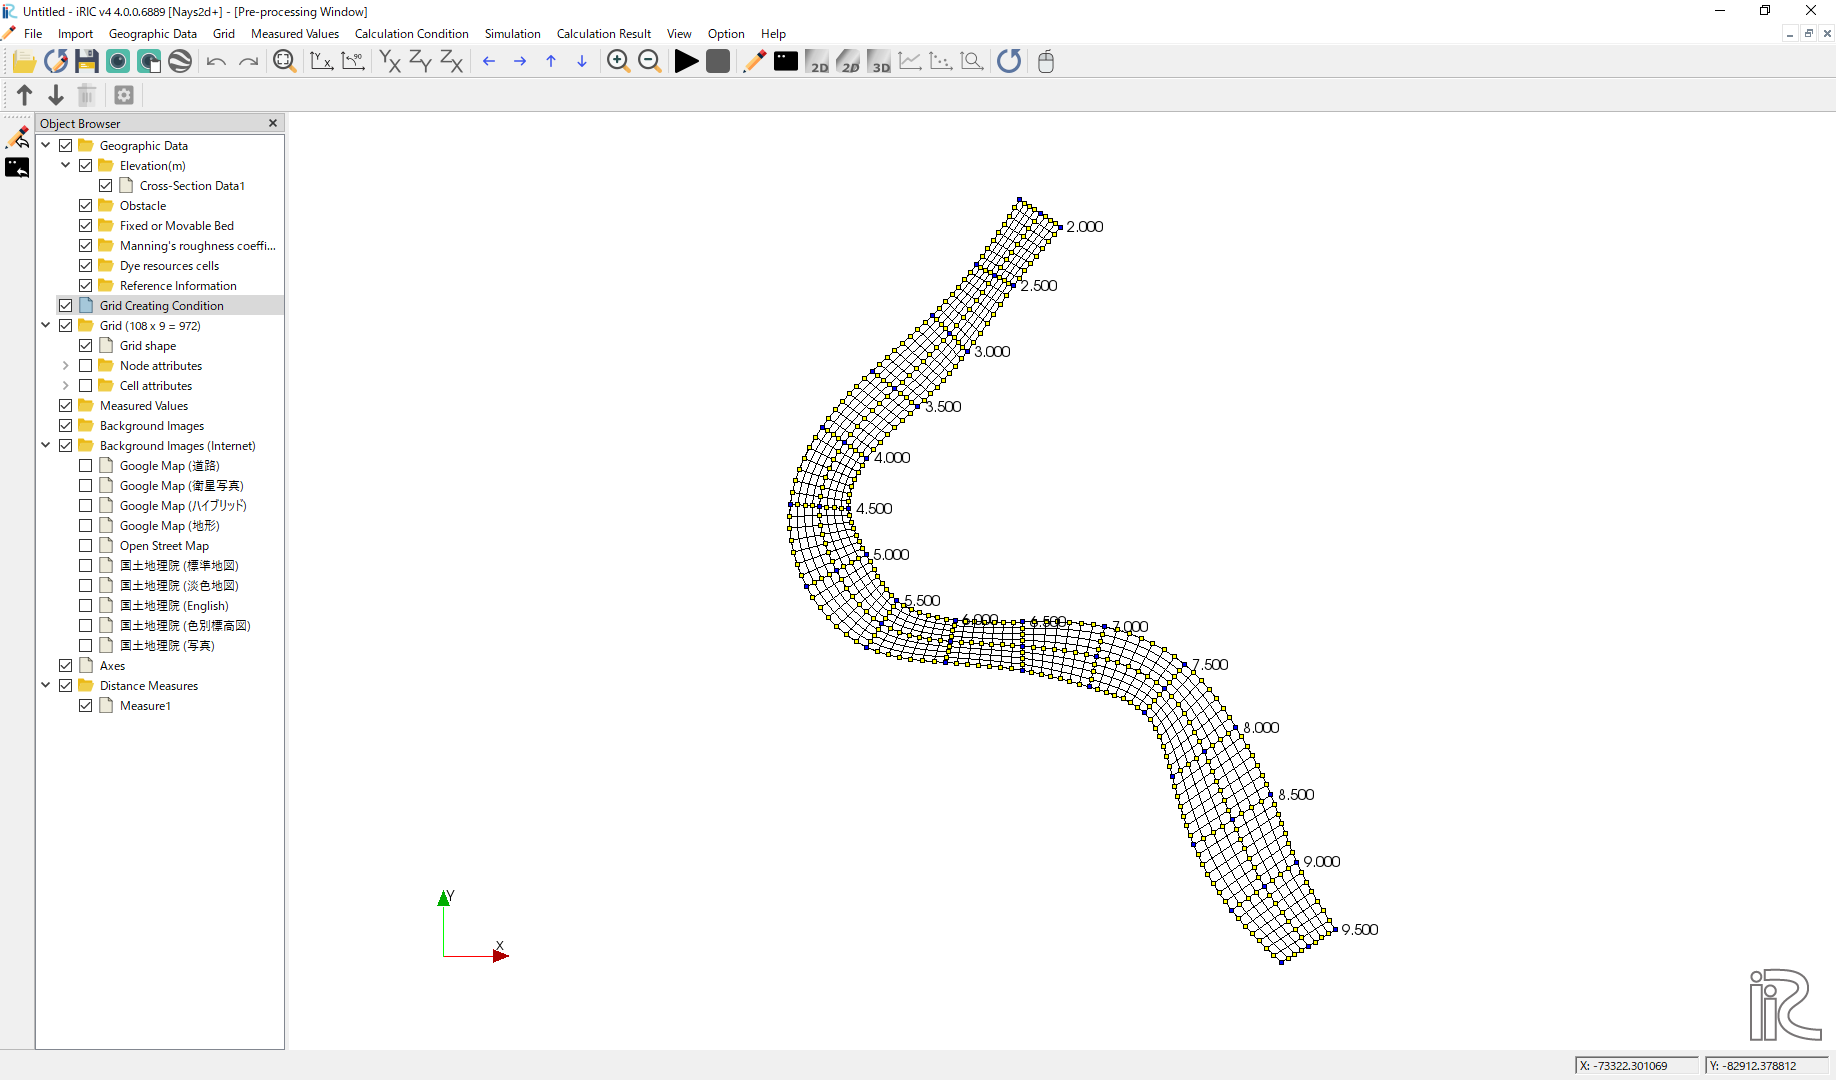 Untitled - iRIC v4 4.0.0.6889 [Nays2d+] - [Pre-processing Window]
File Import Geographic Data Grid Measured Values Calculation Condition Simulation Calculation Result View Option Help
2D 2D 3D
Object Browser
Geographic Data
Elevation(m)
Cross-Section Data1
Obstacle
Fixed or Movable Bed
Manning's roughness coeffi...
Dye resources cells
Reference Information
Grid Creating Condition
Grid (108 x 9 = 972)
Grid shape
Node attributes
Cell attributes
Measured Values
Background Images
Background Images (Internet)
Google Map (道路)
Google Map (衛星写真)
Google Map (ハイブリッド)
Google Map (地形)
Open Street Map
国土地理院 (標準地図)
国土地理院 (淡色地図)
国土地理院 (English)
国土地理院 (色別標高図)
国土地理院 (写真)
Axes
Distance Measures
Measure1
2.000
2.500
3.000
3.500
4.000
4.500
5.000
5.500
6.000
6.500
7.000
7.500
8.000
8.500
9.000
9.500
Y
X
iRIC
X: -73322.301069
Y: -82912.378812